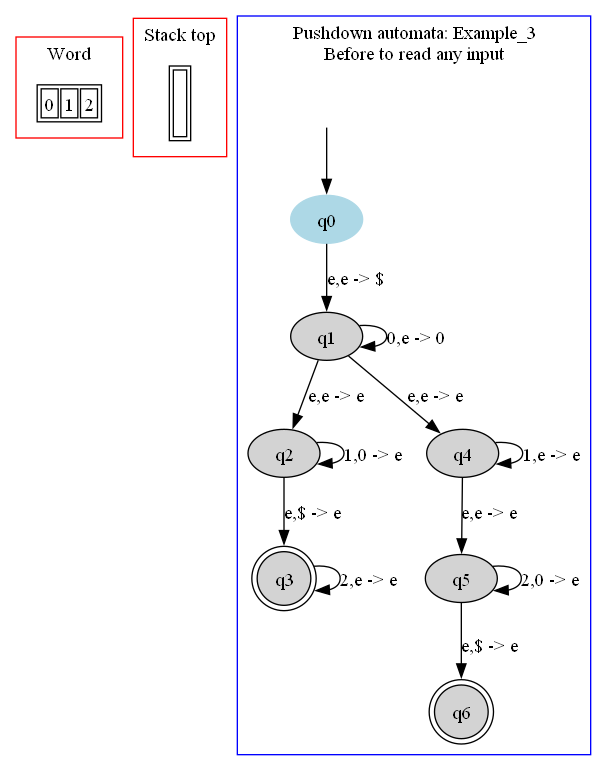 Word
0 1 2
Stack top
Pushdown automata: Example_3
Before to read any input
q0
e,e -> $
q1
0,e -> 0
e,e -> e
e,e -> e
q2
1,0 -> e
q4
1,e -> e
e,$ -> e
e,e -> e
q3
2,e -> e
q5
2,0 -> e
e,$ -> e
q6